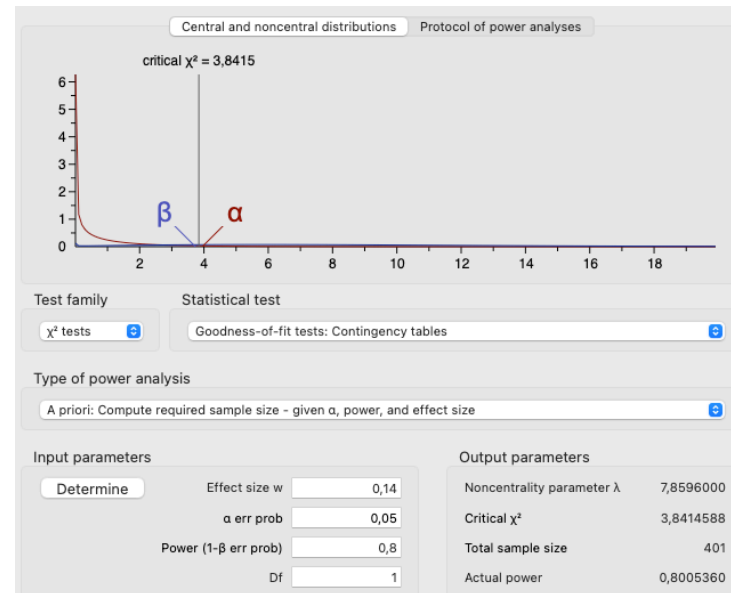 Central and noncentral distributions Protocol of power analyses
critical χ² = 3,8415
6
5
4
3
2
1
0
β α
2 4 6 8 10 12 14 16 18
Test family Statistical test
χ² tests Goodness-of-fit tests: Contingency tables
Type of power analysis
A priori: Compute required sample size - given α, power, and effect size
Input parameters Output parameters
Determine Effect size w 0,14 Noncentrality parameter λ 7,8596000
α err prob 0,05 Critical χ² 3,8414588
Power (1-β err prob) 0,8 Total sample size 401
Df 1 Actual power 0,8005360